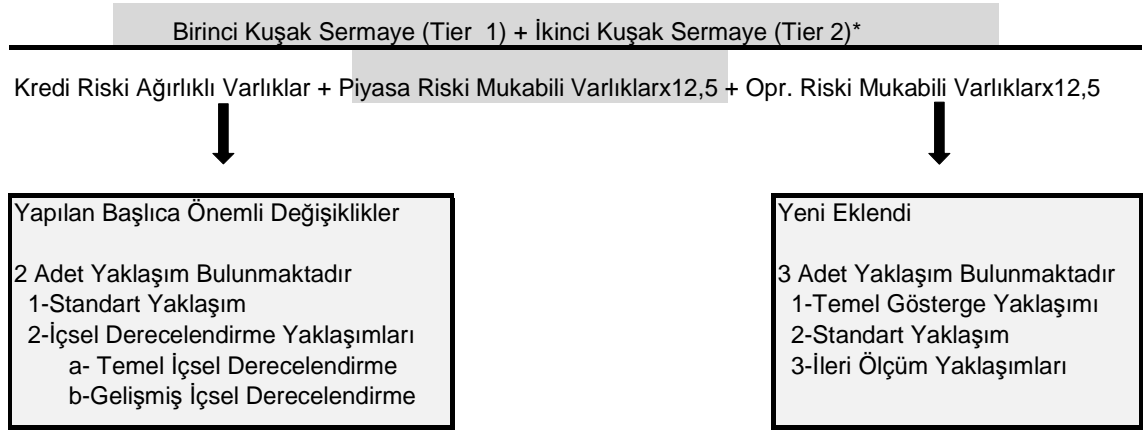 Birinci Kuşak Sermaye (Tier 1) + İkinci Kuşak Sermaye (Tier 2)*
Kredi Riski Ağırlıklı Varlıklar + Piyasa Riski Mukabili Varlıklarx12,5 + Opr. Riski Mukabili Varlıklarx12,5
Yapılan Başlıca Önemli Değişiklikler
2 Adet Yaklaşım Bulunmaktadır
1-Standart Yaklaşım
2-İçsel Derecelendirme Yaklaşımları
a- Temel İçsel Derecelendirme
b-Gelişmiş İçsel Derecelendirme
Yeni Eklendi
3 Adet Yaklaşım Bulunmaktadır
1-Temel Gösterge Yaklaşımı
2-Standart Yaklaşım
3-İleri Ölçüm Yaklaşımları